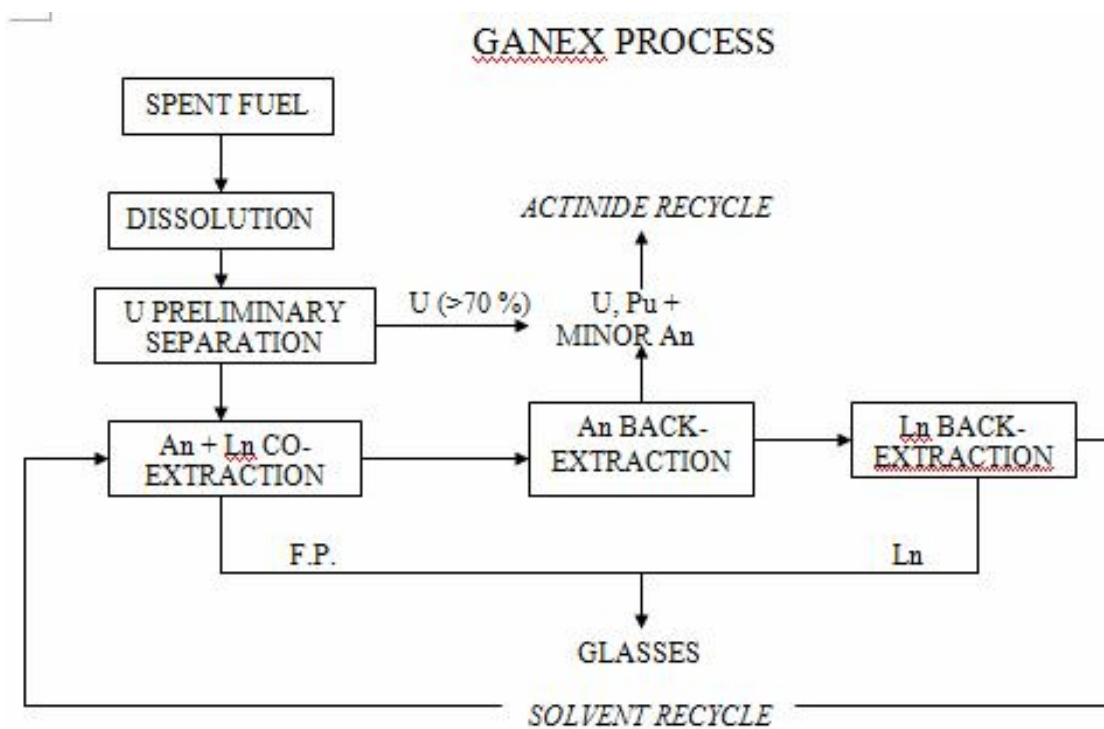 GANEX PROCESS
SPENT FUEL
DISSOLUTION
ACTINIDE RECYCLE
U PRELIMINARY
SEPARATION
U (>70 %)
U, Pu +
MINOR An
An + Ln CO-
EXTRACTION
An BACK-
EXTRACTION
Ln BACK-
EXTRACTION
F.P.
Ln
GLASSES
SOLVENT RECYCLE